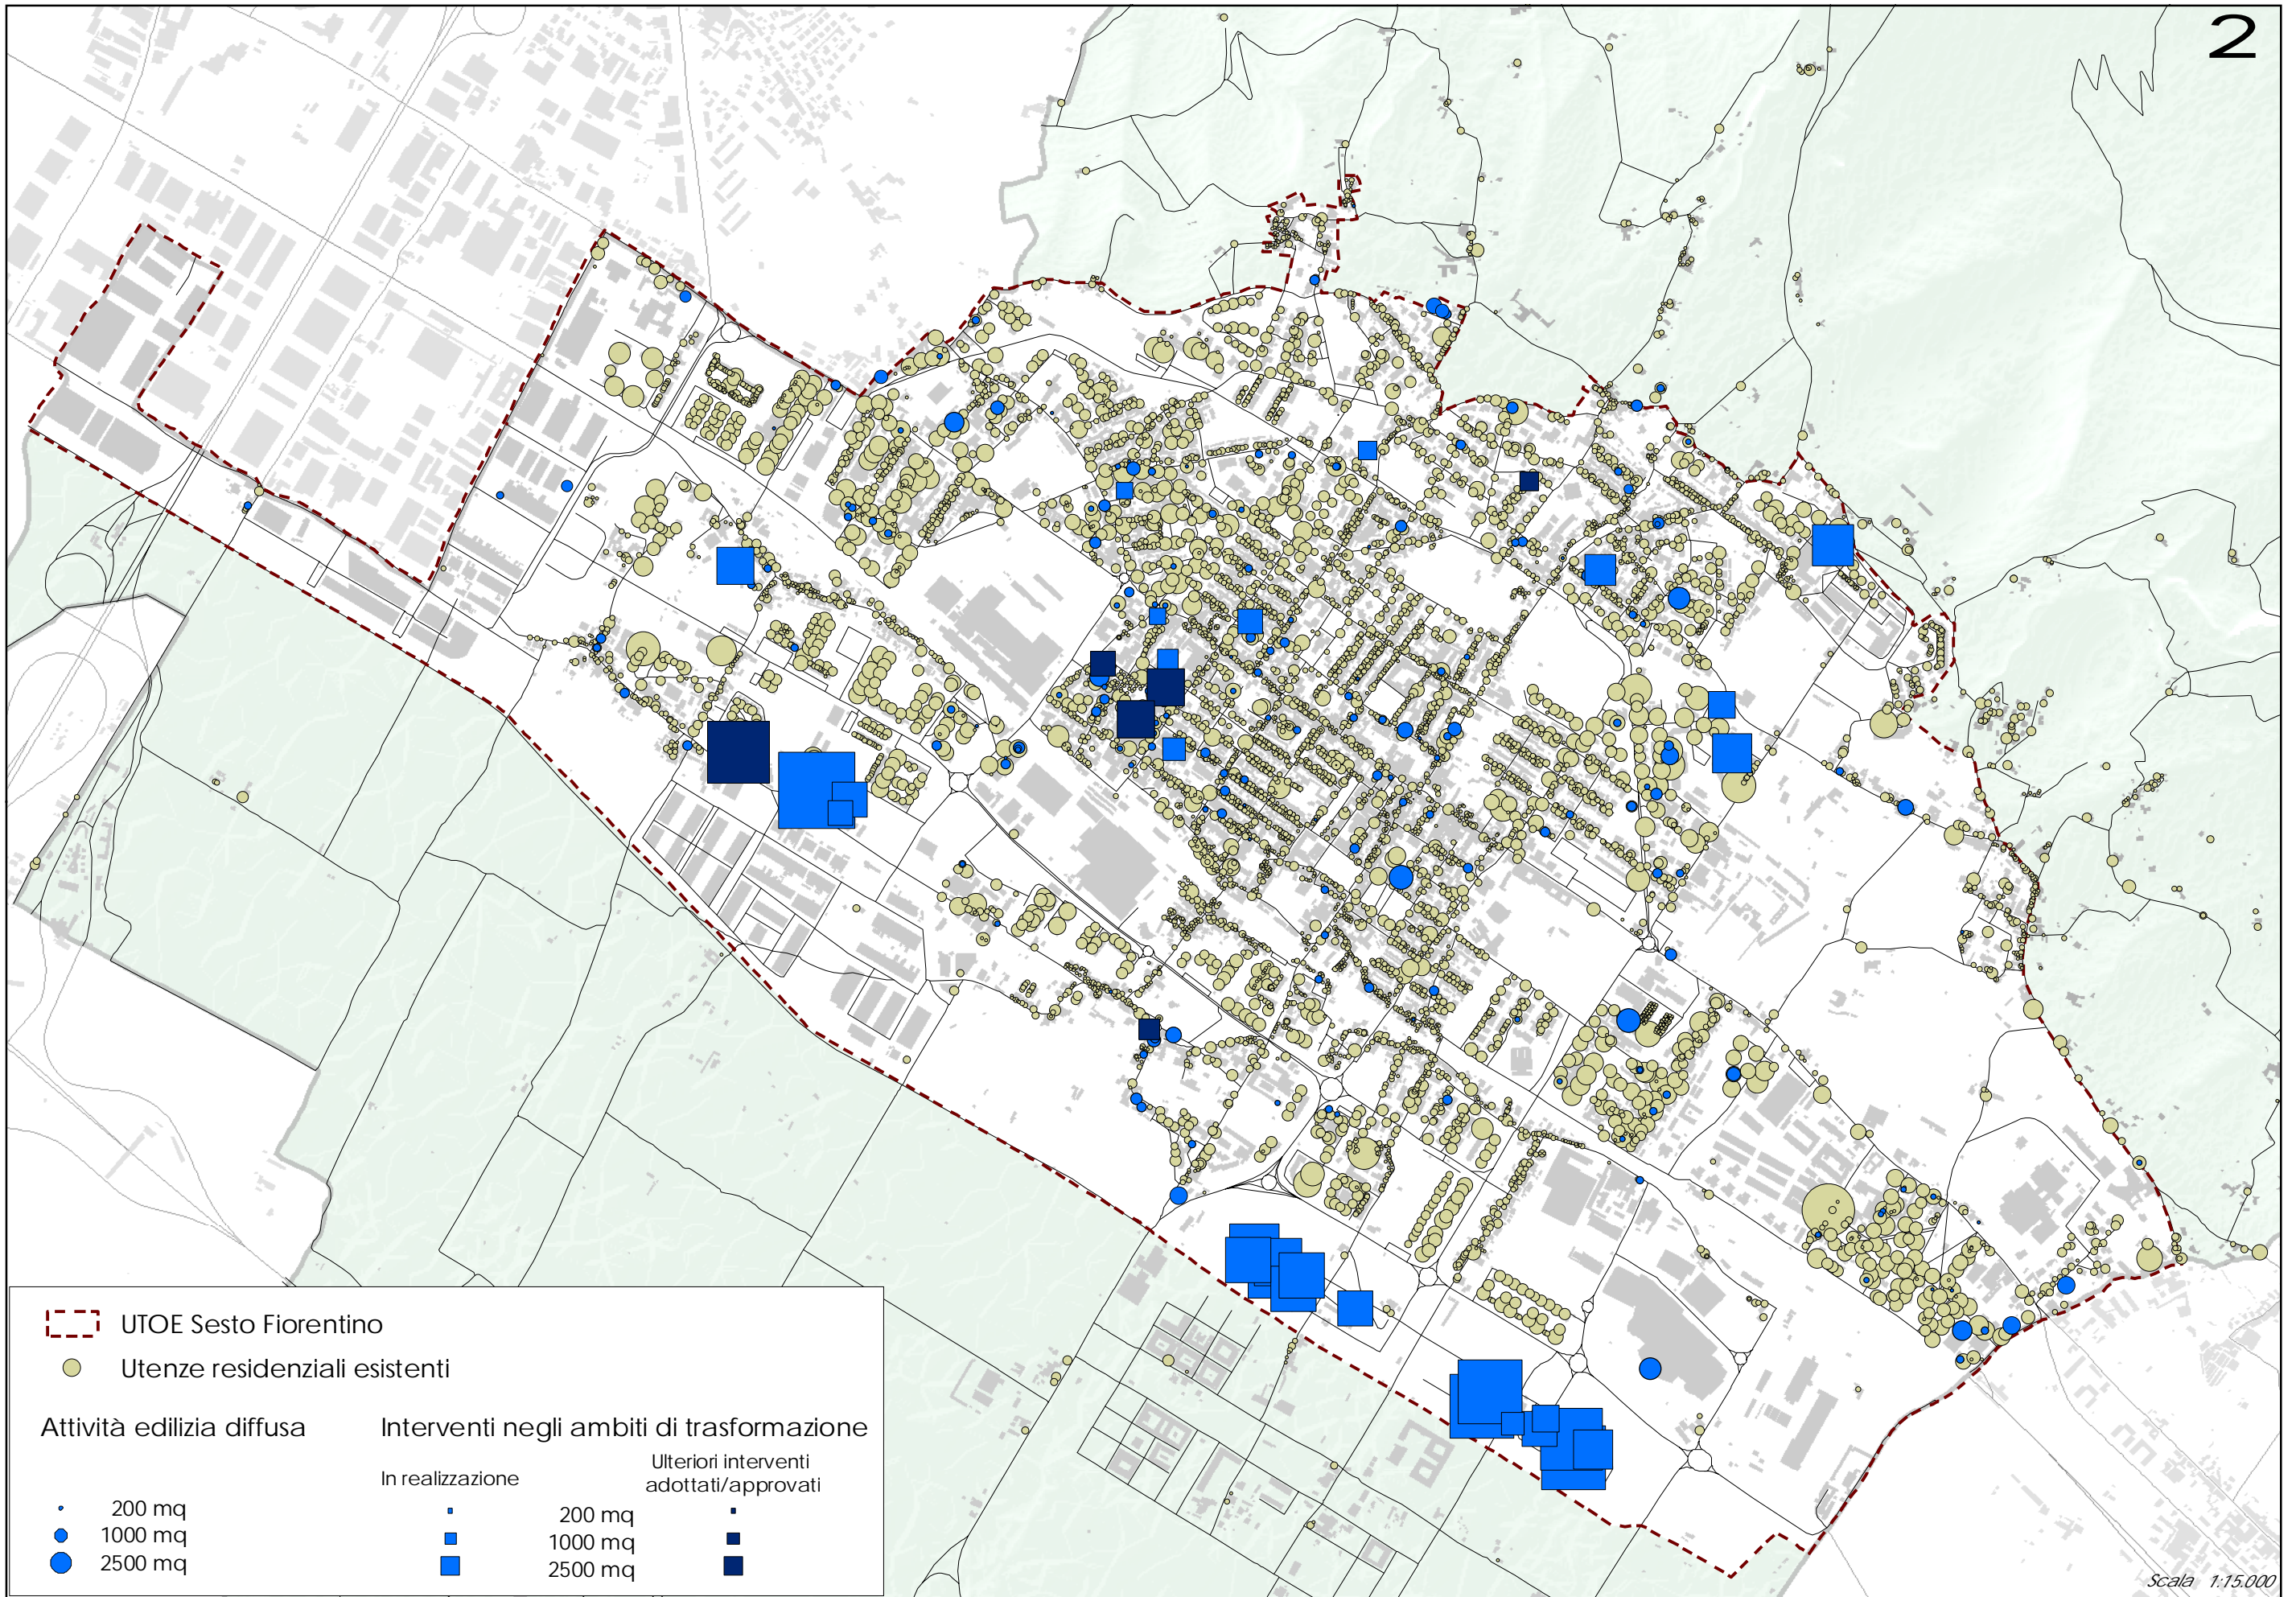 2
UTOE Sesto Fiorentino
Utenze residenziali esistenti
Attività edilizia diffusa
Interventi negli ambiti di trasformazione
In realizzazione
Ulteriori interventi
adottati/approvati
200 mq
1000 mq
2500 mq
200 mq
1000 mq
2500 mq
Scala 1:15.000